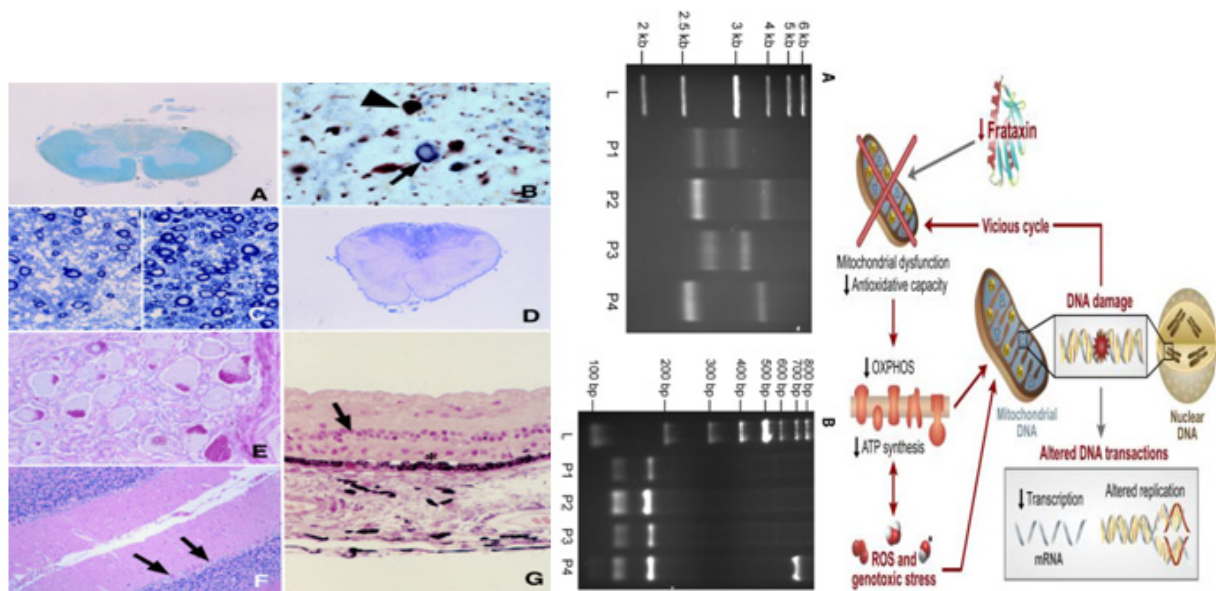 A
B
C
D
E
F
G
A
2 kb
2.5 kb
3 kb
4 kb
5 kb
6 kb
L
P1
P2
P3
P4
B
100 bp
200 bp
300 bp
400 bp
500 bp
600 bp
700 bp
800 bp
L
P1
P2
P3
P4
↓ Frataxin
Vicious cycle
Mitochondrial dysfunction
↓ Antioxidative capacity
DNA damage
↓ OXPHOS
Mitochondrial
DNA
Nuclear
DNA
↓ ATP synthesis
Altered DNA transactions
↓ Transcription
Altered replication
mRNA
ROS and
genotoxic stress